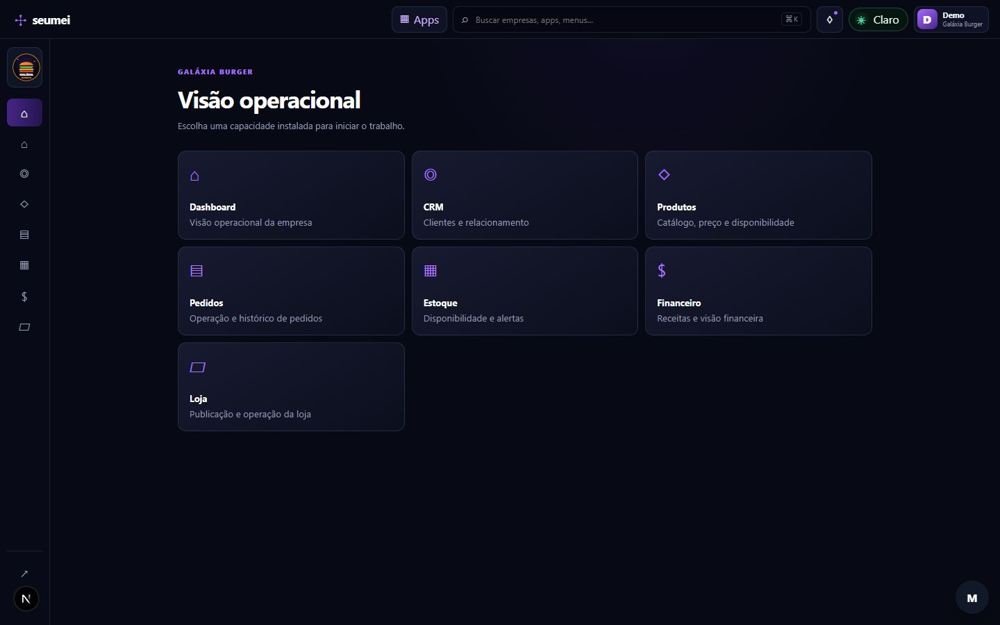 seumei
Apps
Buscar empresas, apps, menus...
⌘ K
Claro
D
Demo
Galáxia Burger
GALÁXIA
BURGER
GALÁXIA BURGER
Visão operacional
Escolha uma capacidade instalada para iniciar o trabalho.
Dashboard
Visão operacional da empresa
CRM
Clientes e relacionamento
Produtos
Catálogo, preço e disponibilidade
Pedidos
Operação e histórico de pedidos
Estoque
Disponibilidade e alertas
$
Financeiro
Receitas e visão financeira
Loja
Publicação e operação da loja
$
N
M